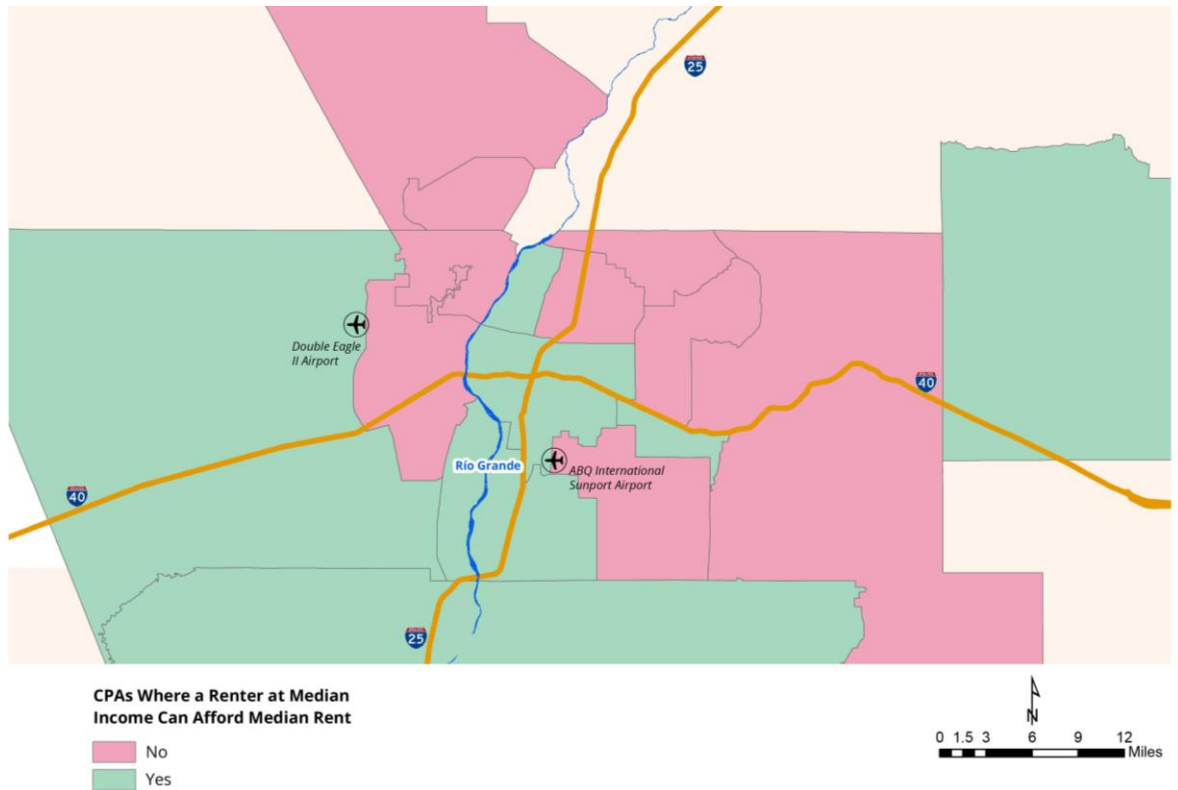 25
Double Eagle
II Airport
40
Río Grande
ABQ International
Sunport Airport
40
25
CPAs Where a Renter at Median
Income Can Afford Median Rent
No
Yes
N
0 1.5 3 6 9 12
Miles